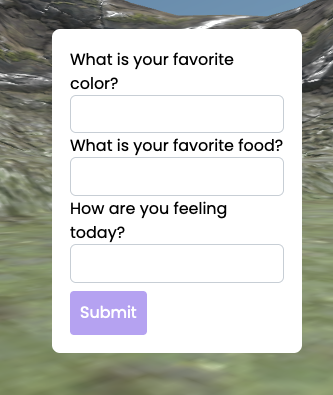 What is your favorite
color?
What is your favorite food?
How are you feeling
today?
Submit